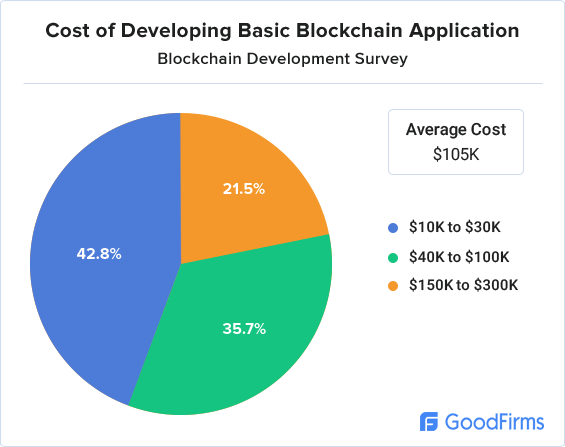 Cost of Developing Basic Blockchain Application
Blockchain Development Survey
Average Cost
$105K
21.5%
42.8%
35.7%
$10K to $30K
$40K to $100K
$150K to $300K
GoodFirms